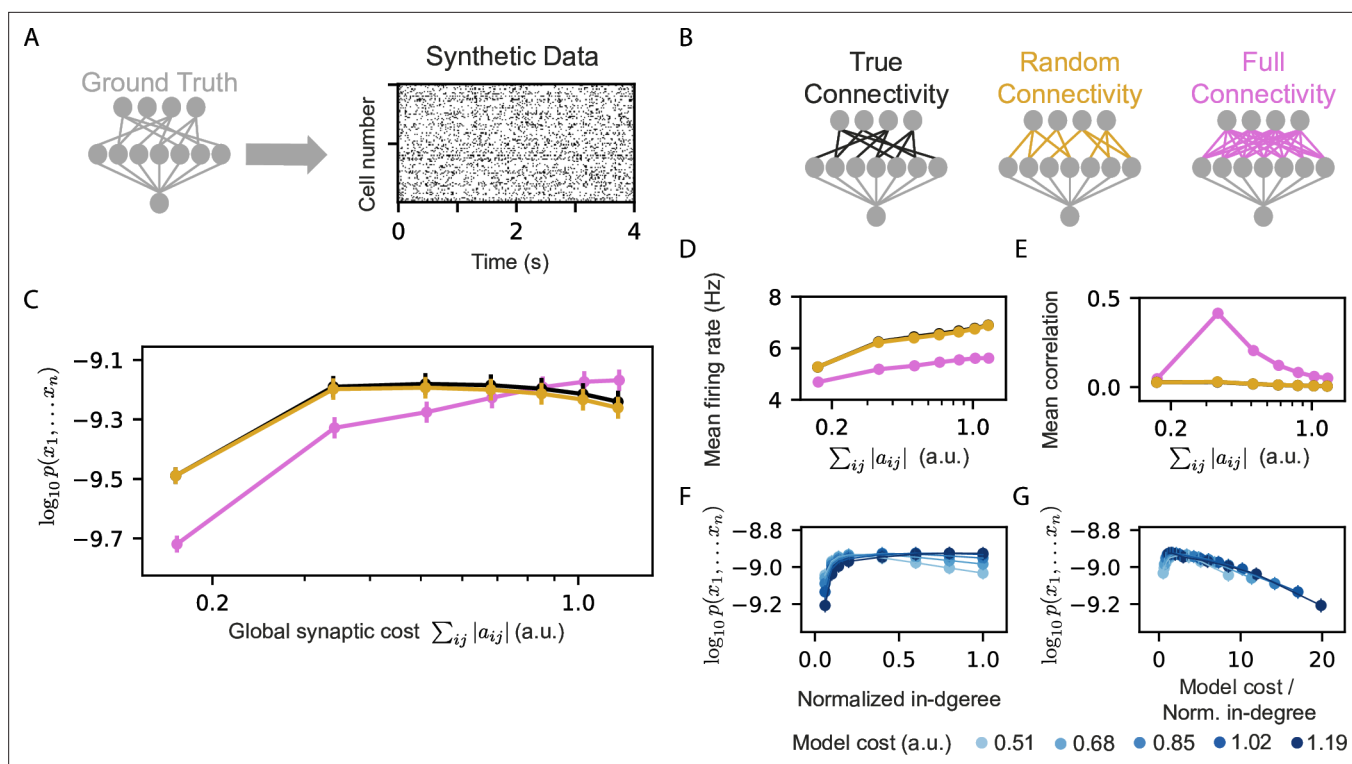 A
Ground Truth
Synthetic Data
Cell number
0
2
4
Time (s)
B
True
Connectivity
Random
Connectivity
Full
Connectivity
C
log₁₀ p(x₁, . . . xₙ)
−9.1
−9.3
−9.5
−9.7
0.2
1.0
Global synaptic cost ∑ᵢⱼ |aᵢⱼ| (a.u.)
D
Mean firing rate (Hz)
8
6
4
0.2
1.0
∑ᵢⱼ |aᵢⱼ| (a.u.)
E
Mean correlation
0.5
0.0
0.2
1.0
∑ᵢⱼ |aᵢⱼ| (a.u.)
F
log₁₀ p(x₁, . . . xₙ)
−8.8
−9.0
−9.2
0.0
0.5
1.0
Normalized in-dgeree
G
log₁₀ p(x₁, . . . xₙ)
−8.8
−9.0
−9.2
0
10
20
Model cost /
Norm. in-degree
Model cost (a.u.) 0.51 0.68 0.85 1.02 1.19